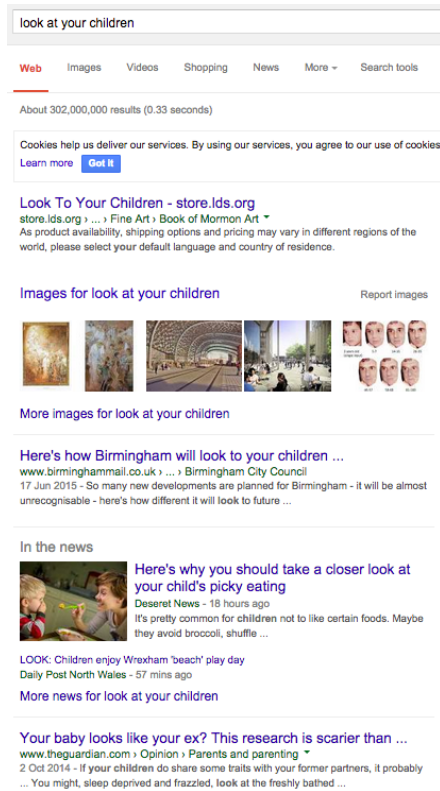 look at your children
Web Images Videos Shopping News More Search tools
About 302,000,000 results (0.33 seconds)
Cookies help us deliver our services. By using our services, you agree to our use of cookies
Learn more Got it
Look To Your Children - store.lds.org
store.lds.org › ... › Fine Art › Book of Mormon Art
As product availability, shipping options and pricing may vary in different regions of the
world, please select your default language and country of residence.
Images for look at your children Report images
More images for look at your children
Here's how Birmingham will look to your children ...
www.birminghammail.co.uk › ... › Birmingham City Council
17 Jun 2015 - So many new developments are planned for Birmingham - it will be almost
unrecognisable - here's how different it will look to future ...
In the news
Here's why you should take a closer look at
your child's picky eating
Deseret News - 18 hours ago
It's pretty common for children not to like certain foods. Maybe
they avoid broccoli, shuffle ...
LOOK: Children enjoy Wrexham 'beach' play day
Daily Post North Wales - 57 mins ago
More news for look at your children
Your baby looks like your ex? This research is scarier than ...
www.theguardian.com › Opinion › Parents and parenting
2 Oct 2014 - If your children do share some traits with your former partners, it probably
... You might, sleep deprived and frazzled, look at the freshly bathed ...